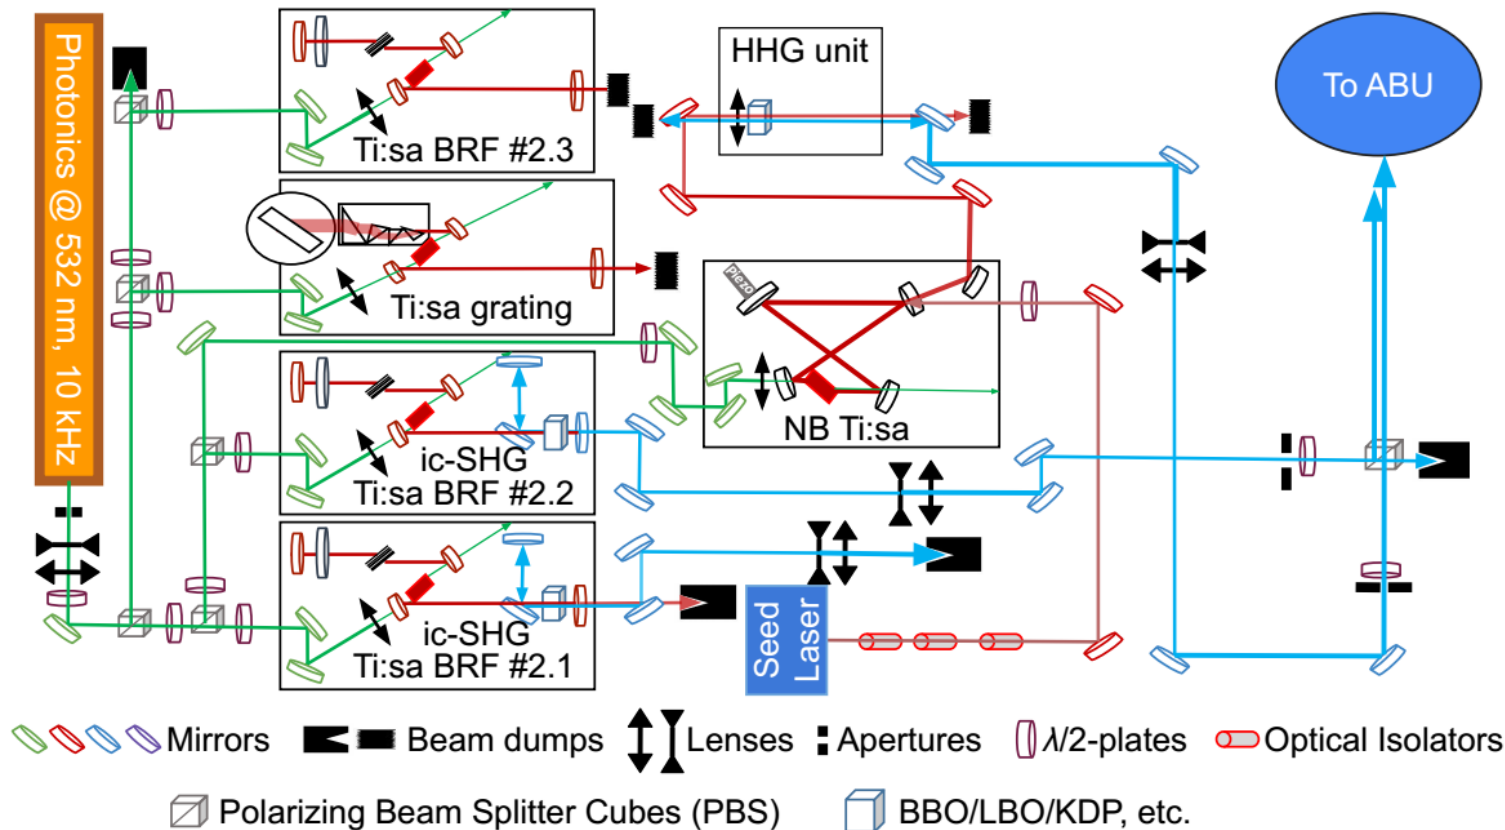 Photonics @ 532 nm, 10 kHz
Ti:sa BRF #2.3
HHG unit
To ABU
Ti:sa grating
Piezo
NB Ti:sa
ic-SHG
Ti:sa BRF #2.2
ic-SHG
Ti:sa BRF #2.1
Seed
Laser
Mirrors
Beam dumps
Lenses
Apertures
λ/2-plates
Optical Isolators
Polarizing Beam Splitter Cubes (PBS)
BBO/LBO/KDP, etc.